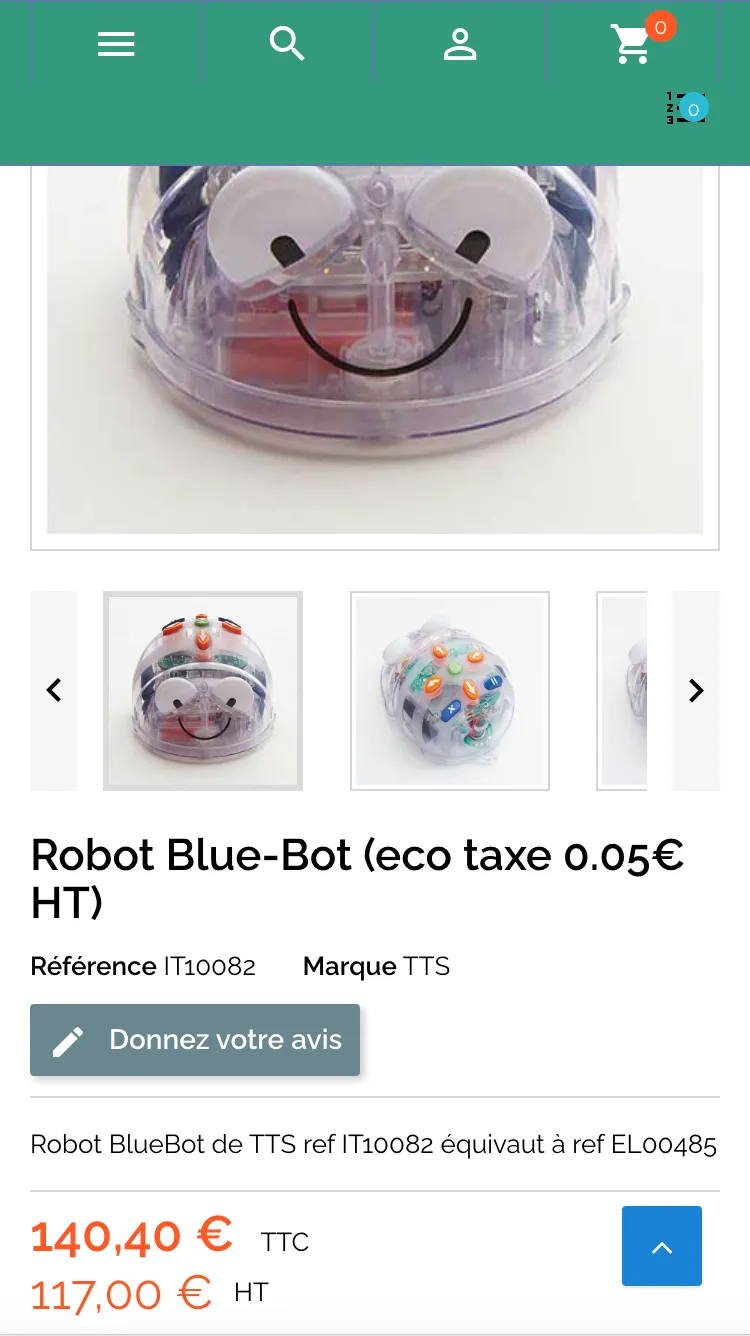 0
0
Robot Blue-Bot (eco taxe 0.05€
HT)
Référence IT10082 Marque TTS
Donnez votre avis
Robot BlueBot de TTS ref IT10082 équivaut à ref EL00485
140,40 € TTC
117,00 € HT